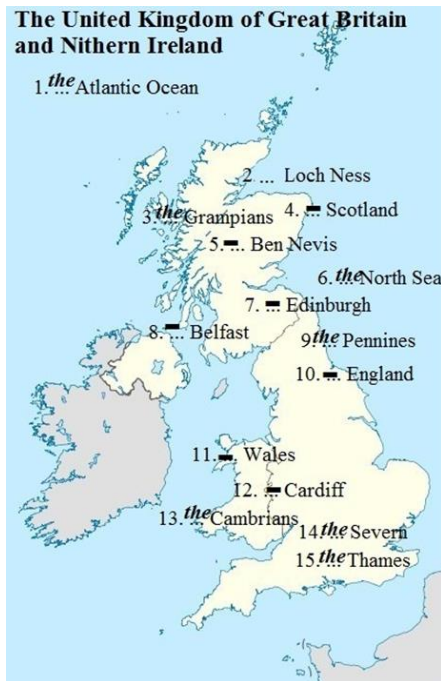 The United Kingdom of Great Britain
and Nithern Ireland
1. the ... Atlantic Ocean
2 ... Loch Ness
3. the ... Grampians
4. – ... Scotland
5. – ... Ben Nevis
6. the ... North Sea
7. – ... Edinburgh
8. – ... Belfast
9 the ... Pennines
10. – ... England
11. – ... Wales
12. – ... Cardiff
13. the ... Cambrians
14 the ... Severn
15. the ... Thames